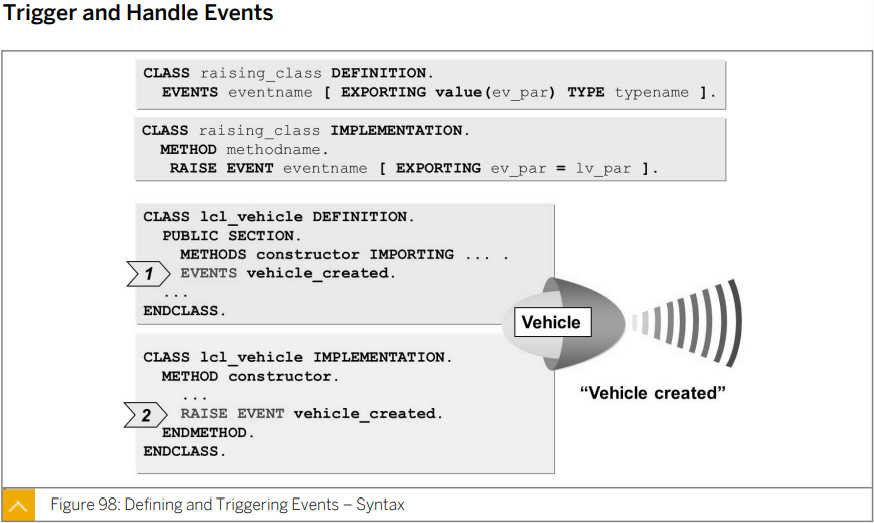 Trigger and Handle Events
CLASS raising_class DEFINITION.
EVENTS eventname [ EXPORTING value(ev_par) TYPE typename ].
CLASS raising_class IMPLEMENTATION.
METHOD methodname.
RAISE EVENT eventname [ EXPORTING ev_par = lv_par ].
CLASS lcl_vehicle DEFINITION.
PUBLIC SECTION.
METHODS constructor IMPORTING ... .
1 EVENTS vehicle_created.
...
ENDCLASS.
Vehicle
CLASS lcl_vehicle IMPLEMENTATION.
METHOD constructor.
...
“Vehicle created”
2 RAISE EVENT vehicle_created.
ENDMETHOD.
ENDCLASS.
Figure 98: Defining and Triggering Events – Syntax